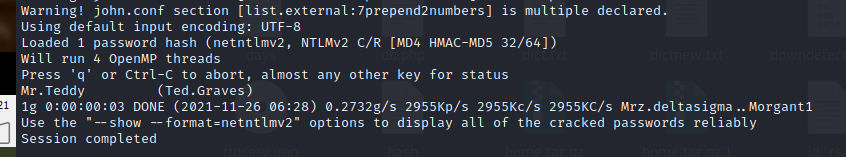 Warning! john.conf section [list.external:7prepend2numbers] is multiple declared.
Using default input encoding: UTF-8
Loaded 1 password hash (netntlmv2, NTLMv2 C/R [MD4 HMAC-MD5 32/64])
Will run 4 OpenMP threads
Press 'q' or Ctrl-C to abort, almost any other key for status
Mr.Teddy (Ted.Graves)
1g 0:00:00:03 DONE (2021-11-26 06:28) 0.2732g/s 2955Kp/s 2955Kc/s 2955KC/s Mrz.deltasigma..Morgant1
Use the "--show --format=netntlmv2" options to display all of the cracked passwords reliably
Session completed
21